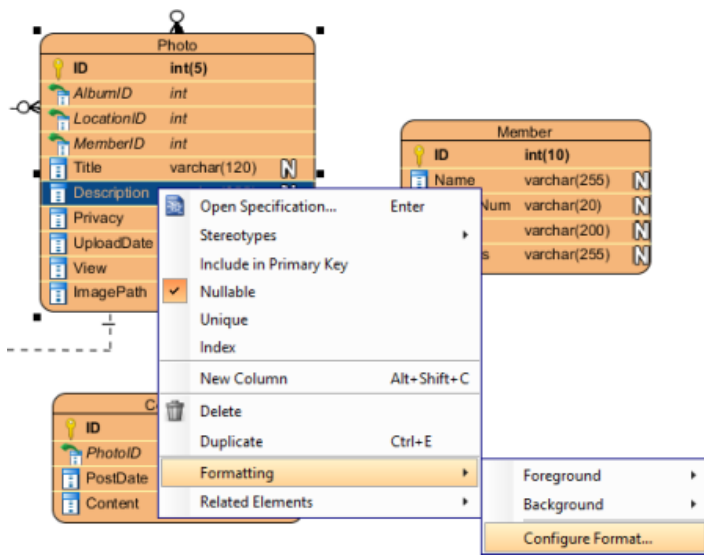 Photo
ID int(5)
AlbumID int
LocationID int
MemberID int
Title varchar(120) N
Description
Privacy
UploadDate
View
ImagePath
Member
ID int(10)
Name varchar(255) N
Num varchar(20) N
varchar(200) N
s varchar(255) N
Open Specification... Enter
Stereotypes
Include in Primary Key
Nullable
Unique
Index
New Column Alt+Shift+C
Delete
Duplicate Ctrl+E
Formatting
Related Elements
Foreground
Background
Configure Format...
ID
PhotoID
PostDate
Content